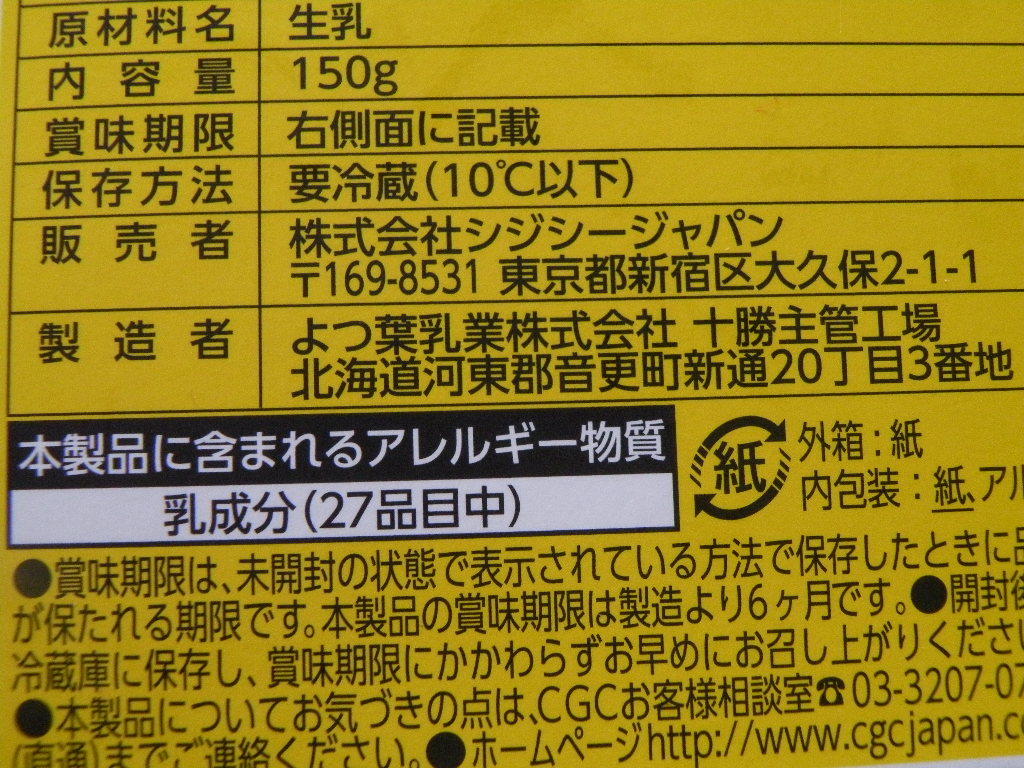 原材料名 生乳
内容量 150g
賞味期限 右側面に記載
保存方法 要冷蔵(10℃以下)
販売者 株式会社シジシージャパン
〒169-8531 東京都新宿区大久保2-1-1
製造者 よつ葉乳業株式会社 十勝主管工場
北海道河東郡音更町新通20丁目3番地
本製品に含まれるアレルギー物質
乳成分(27品目中)
紙
外箱:紙
内包装:紙、アル
●賞味期限は、未開封の状態で表示されている方法で保存したときに品
が保たれる期限です。本製品の賞味期限は製造より6ヶ月です。●開封後
冷蔵庫に保存し、賞味期限にかかわらずお早めにお召し上がりくださ
●本製品についてお気づきの点は、CGCお客様相談室☎03-3207-07
(直通)までご連絡ください。●ホームページhttp://www.cgcjapan.co